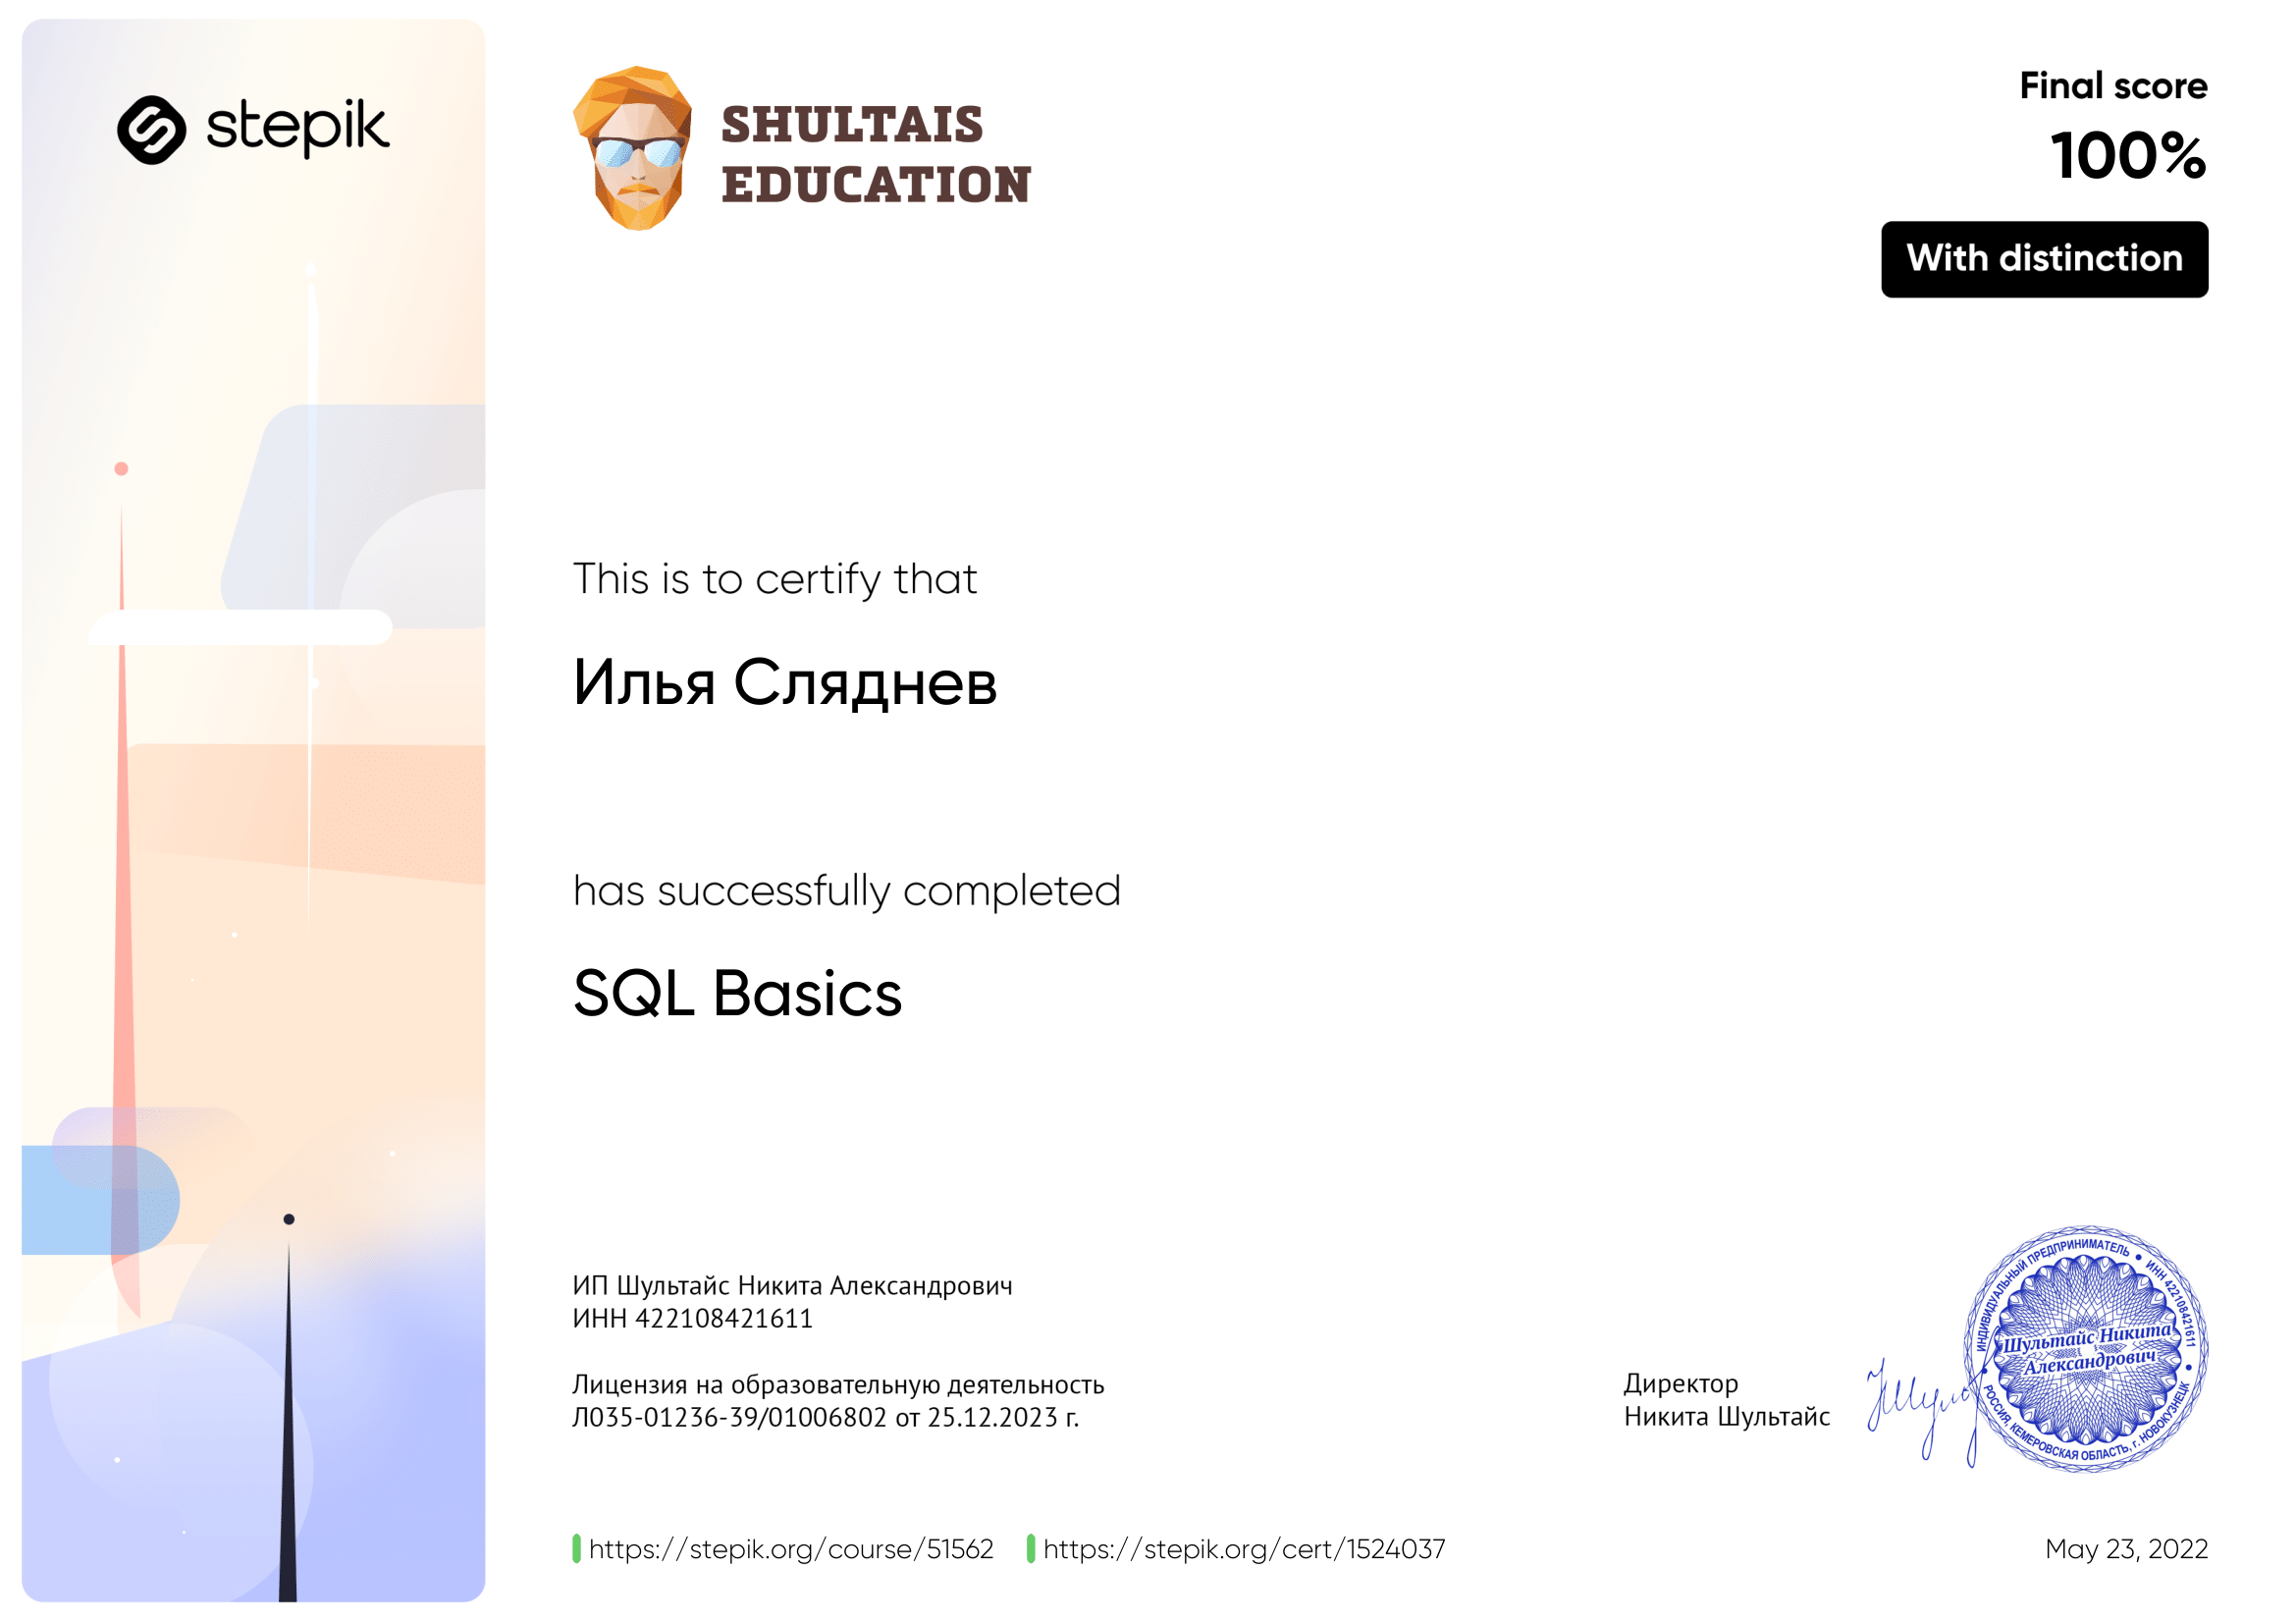 stepik
SHULTAIS
EDUCATION
Final score
100%
With distinction
This is to certify that
Илья Сляднев
has successfully completed
SQL Basics
ИП Шультайс Никита Александрович
ИНН 422108421611
Лицензия на образовательную деятельность
Л035-01236-39/01006802 от 25.12.2023 г.
Директор
Никита Шультайс
ИНДИВИДУАЛЬНЫЙ ПРЕДПРИНИМАТЕЛЬ • ИНН 422108421611 •
Шультайс Никита
Александрович
РОССИЯ, КЕМЕРОВСКАЯ ОБЛАСТЬ, г. НОВОКУЗНЕЦК
https://stepik.org/course/51562
https://stepik.org/cert/1524037
May 23, 2022